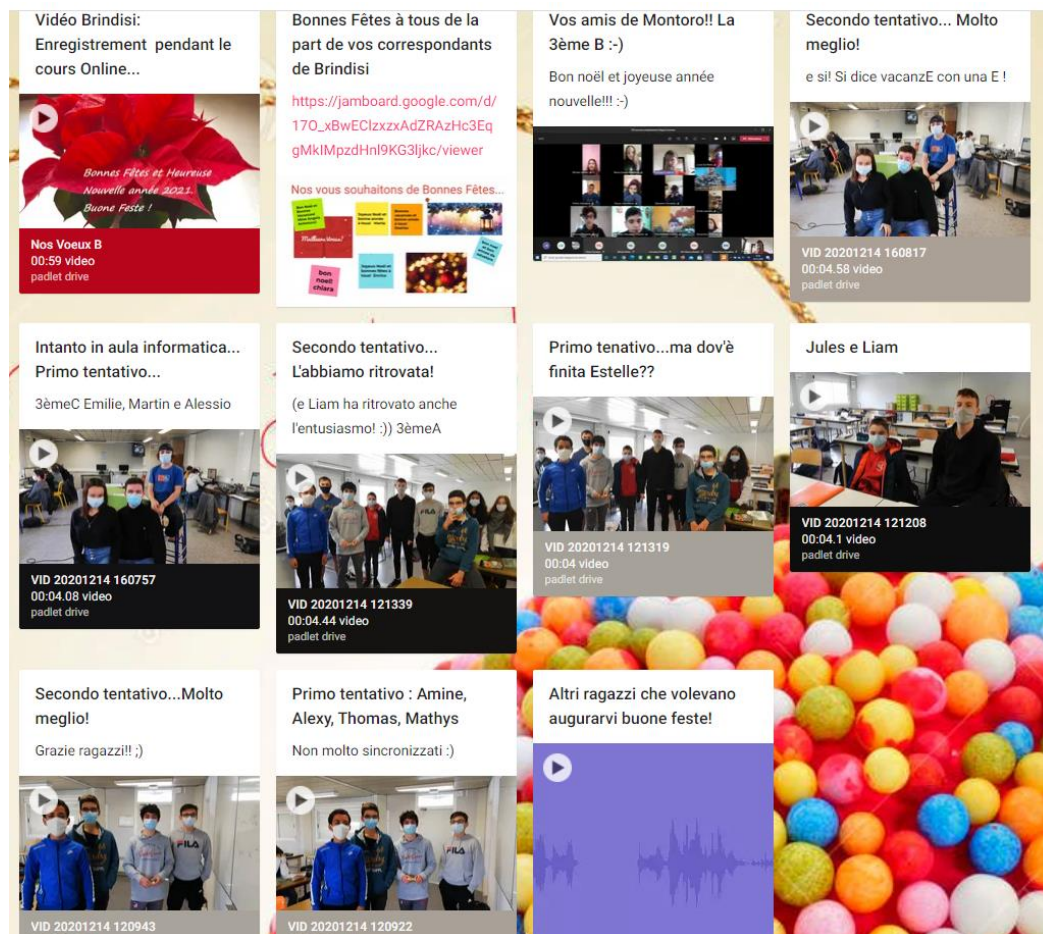 Vidéo Brindisi:
Enregistrement pendant le
cours Online...
Bonnes Fêtes et Heureuse
Nouvelle année 2021.
Buone Feste !
Nos Voeux B
00:59 video
padlet drive
Bonnes Fêtes à tous de la
part de vos correspondants
de Brindisi
https://jamboard.google.com/d/
17O_xBwEClzxzxAdZRAzHc3Eq
gMkIMpzdHnl9KG3ljkc/viewer
Nos vous souhaitons de Bonnes Fêtes...
Meilleurs Voeux!
bon
noel!
chiara
Vos amis de Montoro!! La
3ème B :-)
Bon noël et joyeuse année
nouvelle!!! :-)
Secondo tentativo... Molto
meglio!
e si! Si dice vacanzE con una E !
VID 20201214 160817
00:04.58 video
padlet drive
Intanto in aula informatica...
Primo tentativo...
3èmeC Emilie, Martin e Alessio
VID 20201214 160757
00:04.08 video
padlet drive
Secondo tentativo...
L'abbiamo ritrovata!
(e Liam ha ritrovato anche
l'entusiasmo! :)) 3èmeA
FILA
VID 20201214 121339
00:04.44 video
padlet drive
Primo tenativo...ma dov'è
finita Estelle??
VID 20201214 121319
00:04 video
padlet drive
Jules e Liam
VID 20201214 121208
00:04.1 video
padlet drive
Secondo tentativo...Molto
meglio!
Grazie ragazzi!! ;)
FILA
VID 20201214 120943
Primo tentativo : Amine,
Alexy, Thomas, Mathys
Non molto sincronizzati :)
FILA
VID 20201214 120922
Altri ragazzi che volevano
augurarvi buone feste!